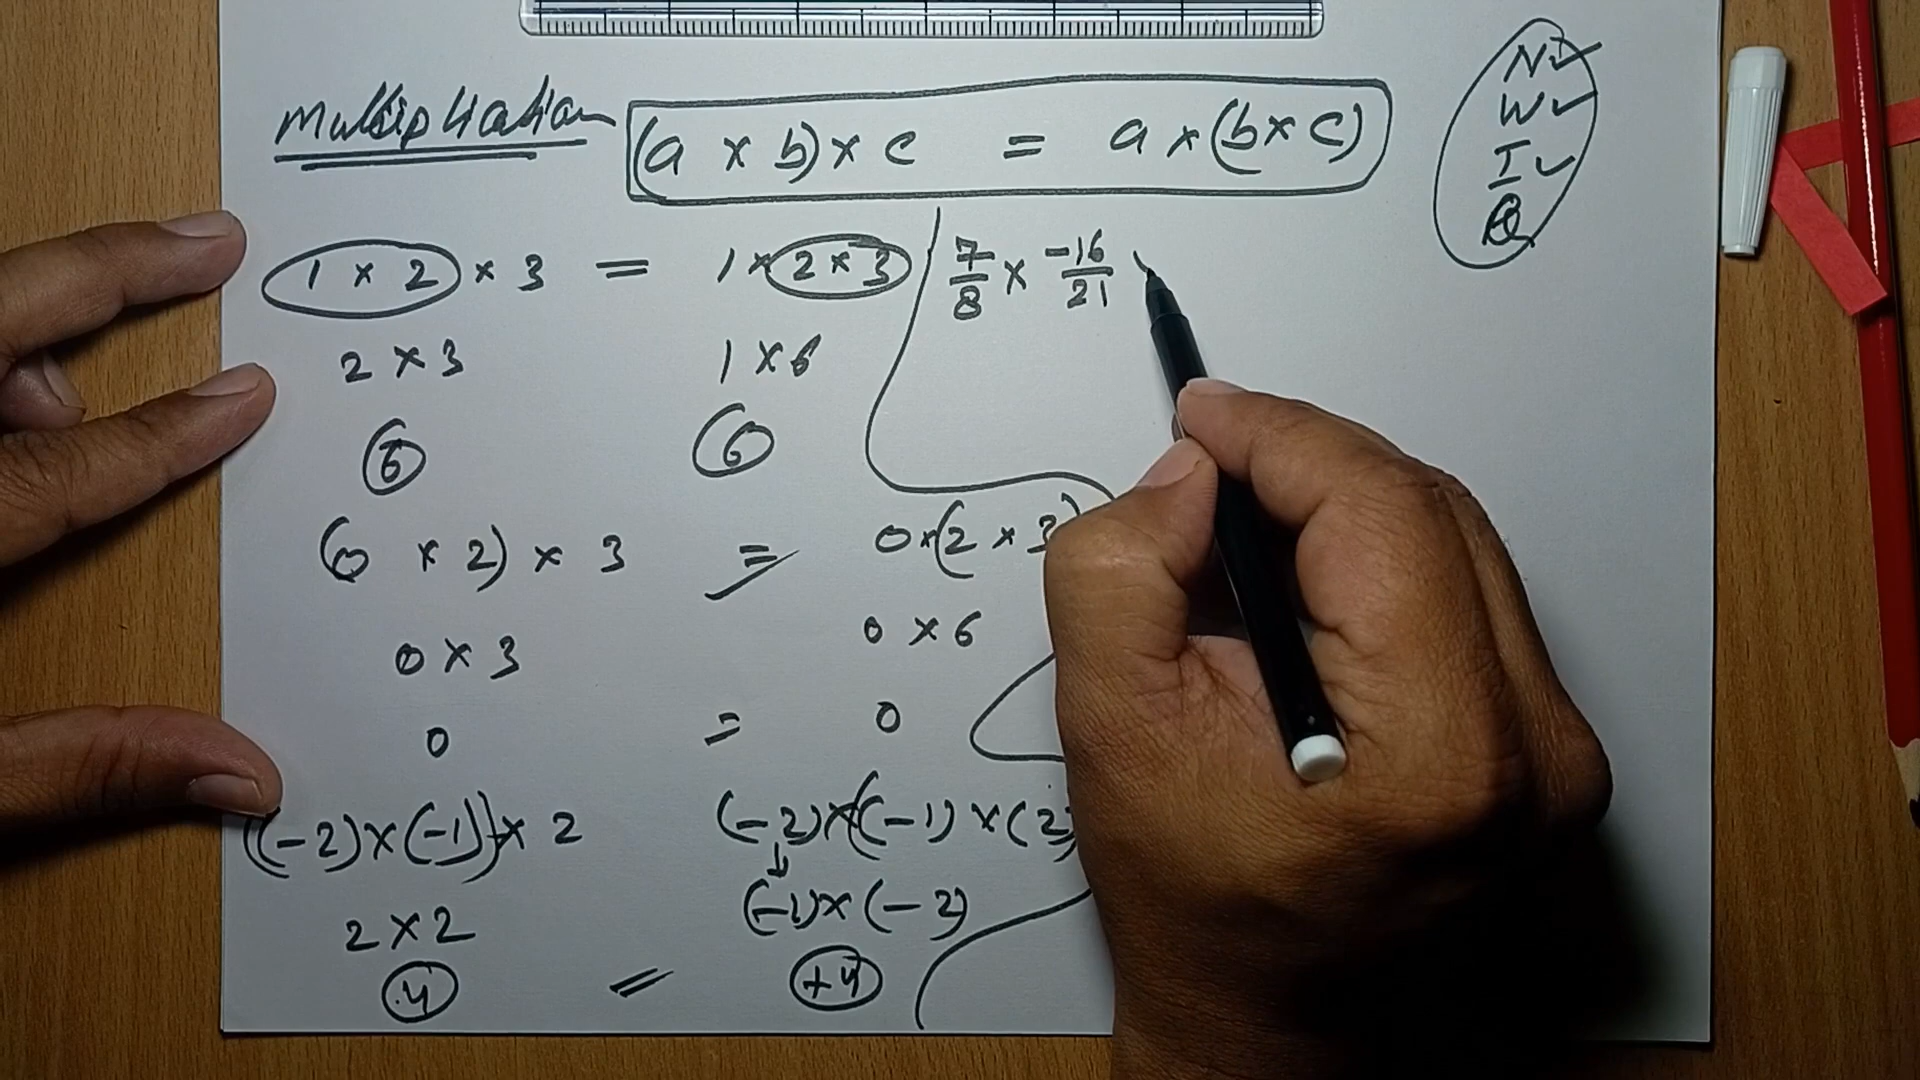 Multiplication (a × b) × c = a × (b × c)
N ✓
W ✓
I ✓
Q
1 × 2 × 3 = 1 × 2 × 3
7/8 × -16/21
2 × 3 1 × 6
6 6
(0 × 2) × 3 = 0 × (2 × 3)
0 × 3 0 × 6
0 = 0
((-2) × (-1)) × 2 (-2) × (-1) × (2)
2 × 2 (-1) × (-2)
4 = +4